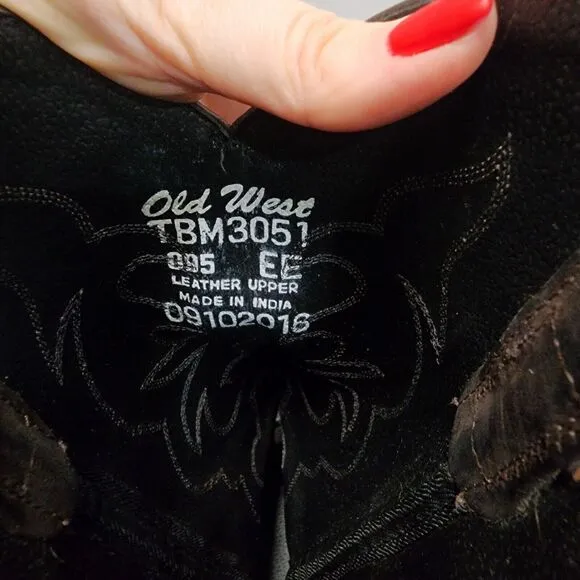 Old West
TBM3051
095 EE
LEATHER UPPER
MADE IN INDIA
09102016